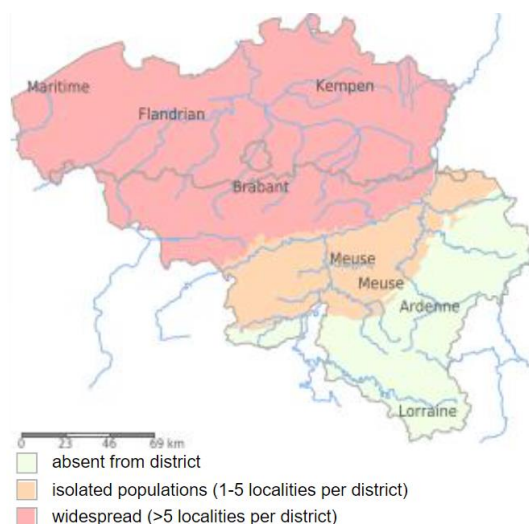 Maritime
Kempen
Flandrian
Brabant
Meuse
Meuse
Ardenne
Lorraine
0 23 46 69 km
absent from district
isolated populations (1-5 localities per district)
widespread (>5 localities per district)